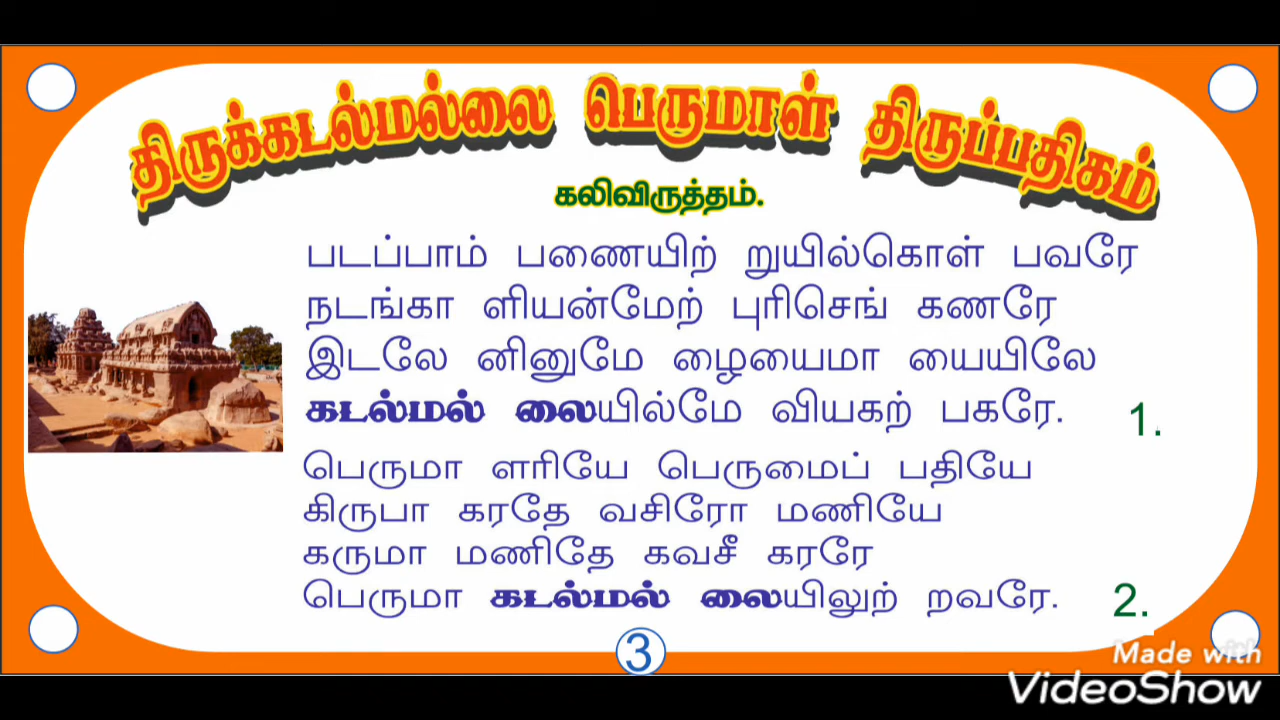 திருக்கடல்மல்லை பெருமாள் திருப்பதிகம்
கலிவிருத்தம்.
படப்பாம் பணையிற் றுயில்கொள் பவரே
நடங்கா ளியன்மேற் புரிசெங் கணரே
இடலே னினுமே ழையைமா யையிலே
கடல்மல் லையில்மே வியகற் பகரே. 1.
பெருமா ளரியே பெருமைப் பதியே
கிருபா கரதே வசிரோ மணியே
கருமா மணிதே கவசீ கரரே
பெருமா கடல்மல் லையிலுற் றவரே. 2.
3
Made with
VideoShow